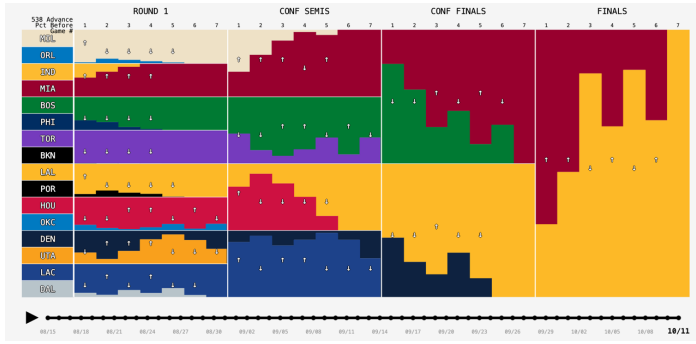 ROUND 1 CONF SEMIS CONF FINALS FINALS
538 Advance
Pct Before
Game #
1 2 3 4 5 6 7 1 2 3 4 5 6 7 1 2 3 4 5 6 7 1 2 3 4 5 6 7
MIL
ORL
IND
MIA
BOS
PHI
TOR
BKN
LAL
POR
HOU
OKC
DEN
UTA
LAC
DAL
08/15 08/18 08/21 08/24 08/27 08/30 09/02 09/05 09/08 09/11 09/14 09/17 09/20 09/23 09/26 09/29 10/02 10/05 10/08 10/11